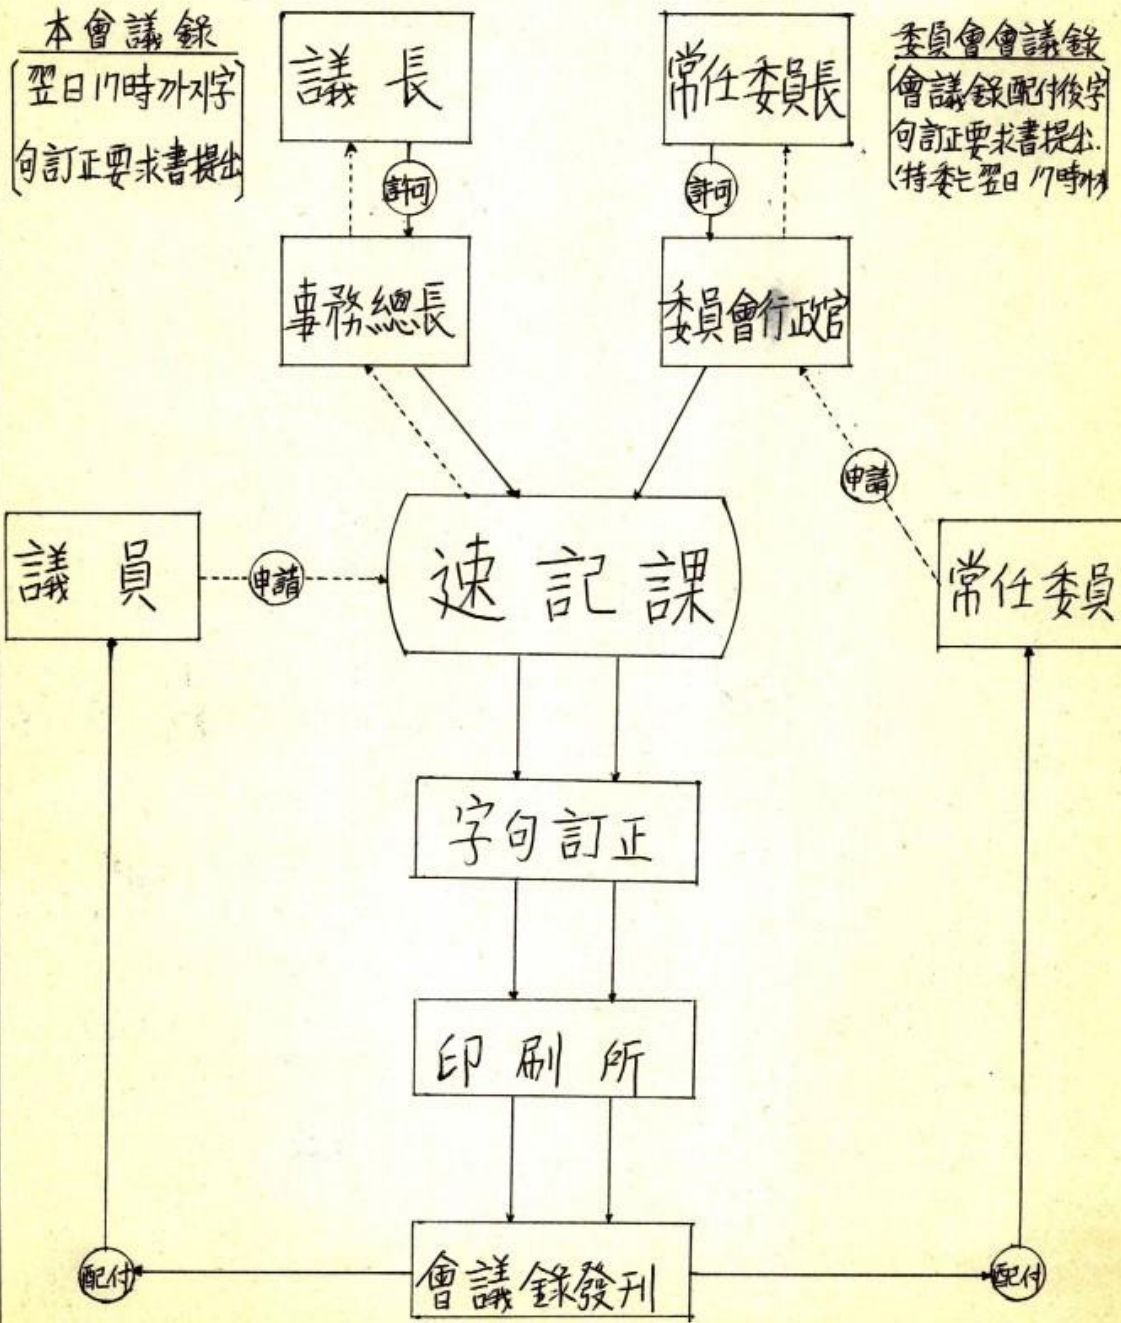 本會議錄
翌日17時까지字
句訂正要求書提出
議長
常任委員長
委員會會議錄
會議錄配付後字
句訂正要求書提出.
(特委는 翌日 17時까지)
許可
許可
事務總長
委員會行政官
申請
議員
申請
速記課
常任委員
字句訂正
印刷所
會議錄發刊
配付
配付